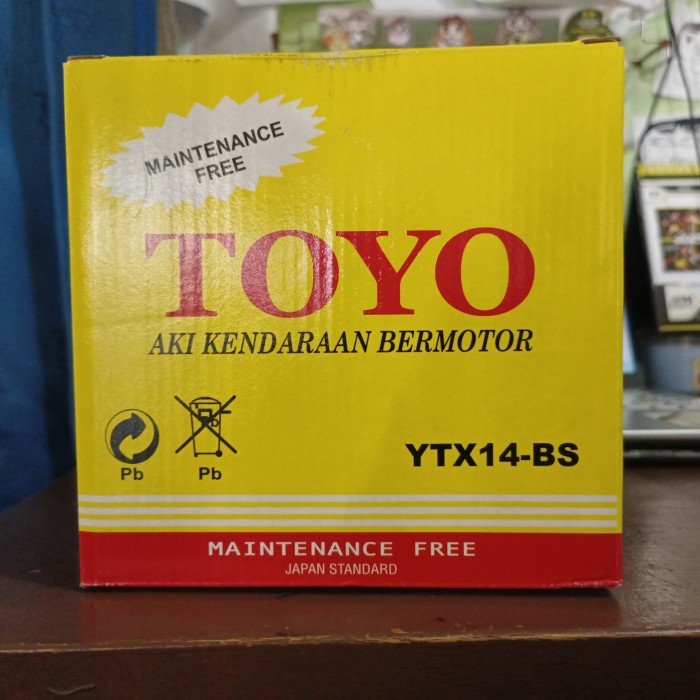 MAINTENANCE
FREE
TOYO
AKI KENDARAAN BERMOTOR
Pb
Pb
YTX14-BS
MAINTENANCE FREE
JAPAN STANDARD